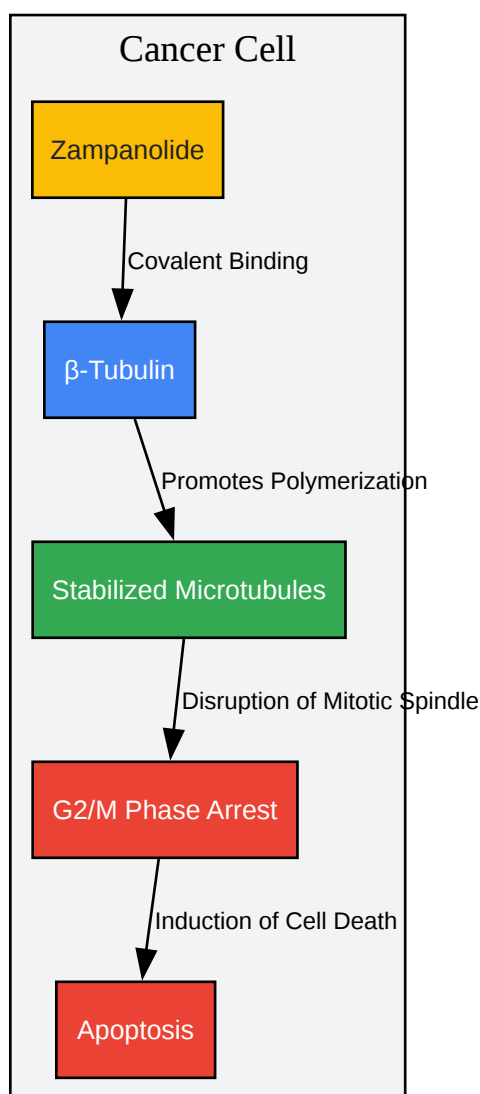 Cancer Cell
Zampanolide
Covalent Binding
β-Tubulin
Promotes Polymerization
Stabilized Microtubules
Disruption of Mitotic Spindle
G2/M Phase Arrest
Induction of Cell Death
Apoptosis